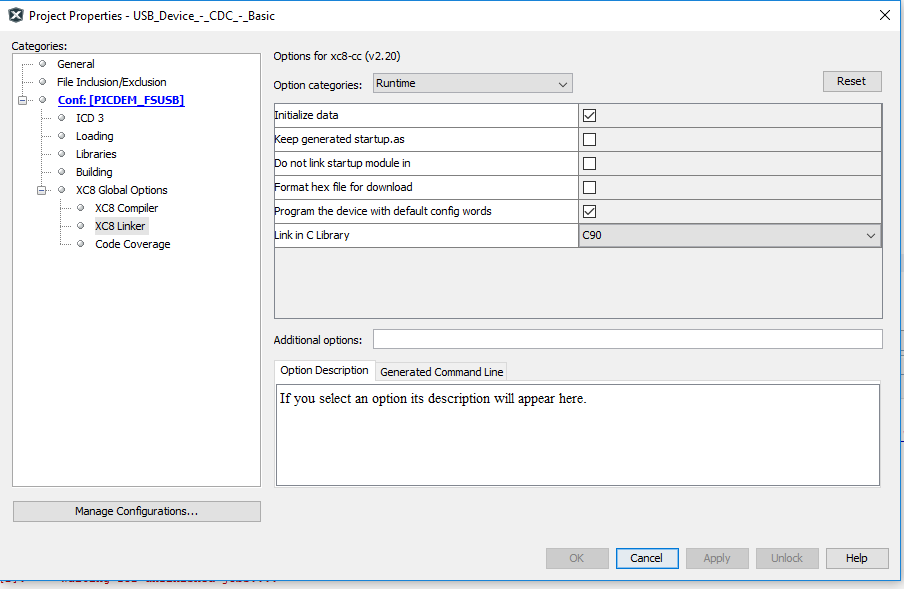 Project Properties - USB_Device_-_CDC_-_Basic
Categories:
General
File Inclusion/Exclusion
Conf: [PICDEM_FSUSB]
ICD 3
Loading
Libraries
Building
XC8 Global Options
XC8 Compiler
XC8 Linker
Code Coverage
Manage Configurations...
Options for xc8-cc (v2.20)
Option categories: Runtime
Reset
Initialize data
Keep generated startup.as
Do not link startup module in
Format hex file for download
Program the device with default config words
Link in C Library C90
Additional options:
Option Description Generated Command Line
If you select an option its description will appear here.
OK Cancel Apply Unlock Help